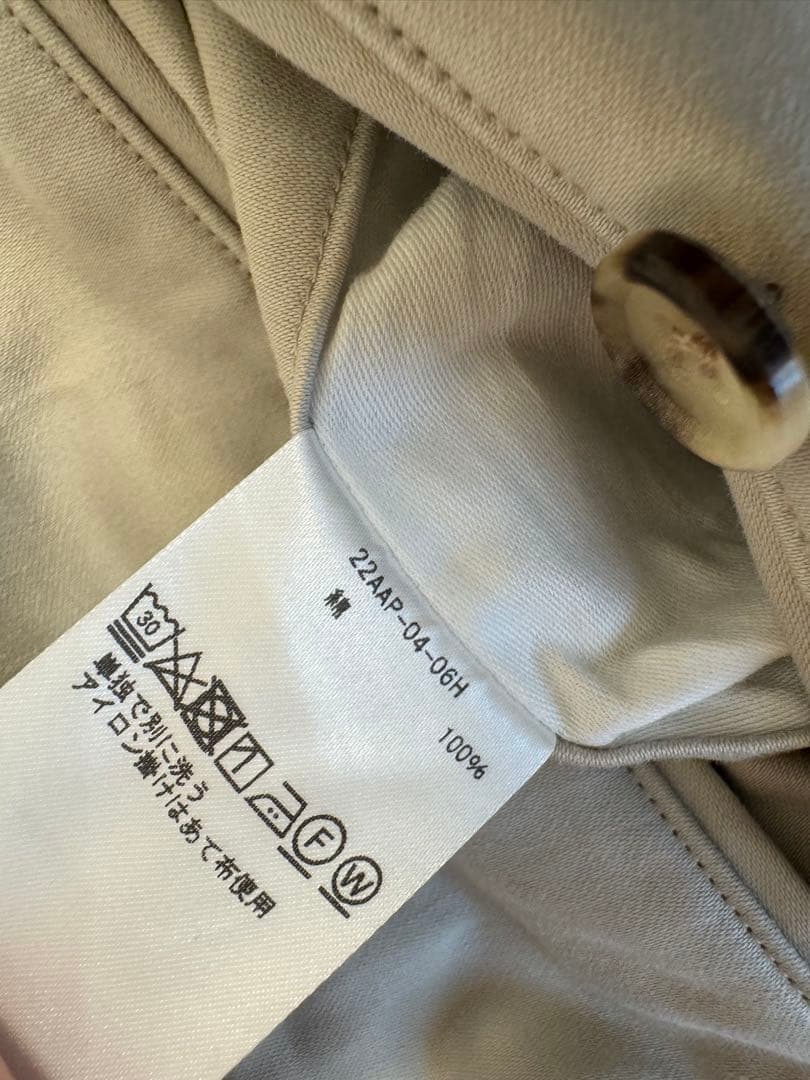 22AAP-04-06H
綿 100%
30
F W
単独で別に洗う
アイロン掛けはあて布使用